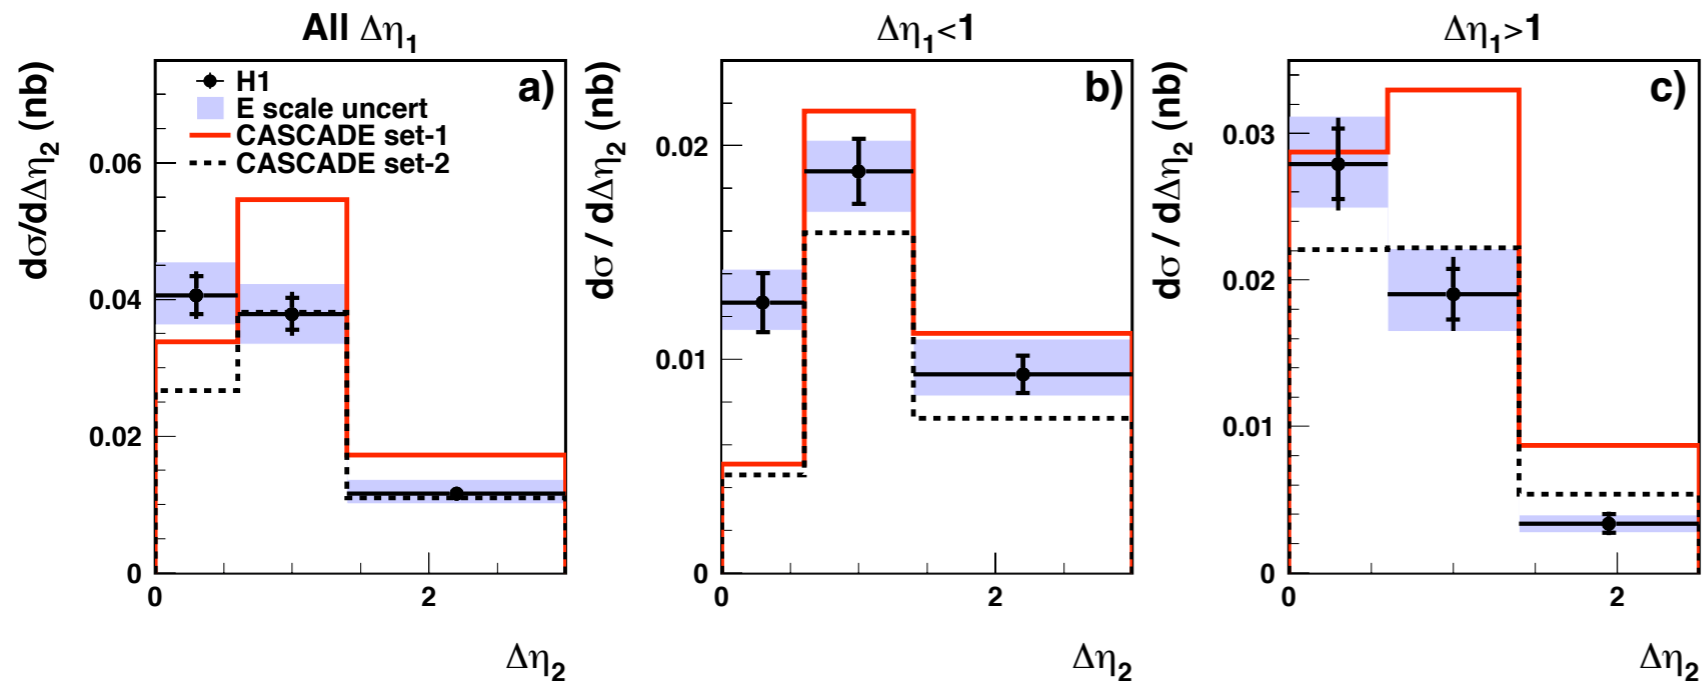 All Δη₁
dσ/dΔη₂ (nb)
a)
H1
E scale uncert
CASCADE set-1
CASCADE set-2
0.06
0.04
0.02
0
0
2
Δη₂
Δη₁<1
dσ / dΔη₂ (nb)
b)
0.02
0.01
0
0
2
Δη₂
Δη₁>1
dσ / dΔη₂ (nb)
c)
0.03
0.02
0.01
0
0
2
Δη₂